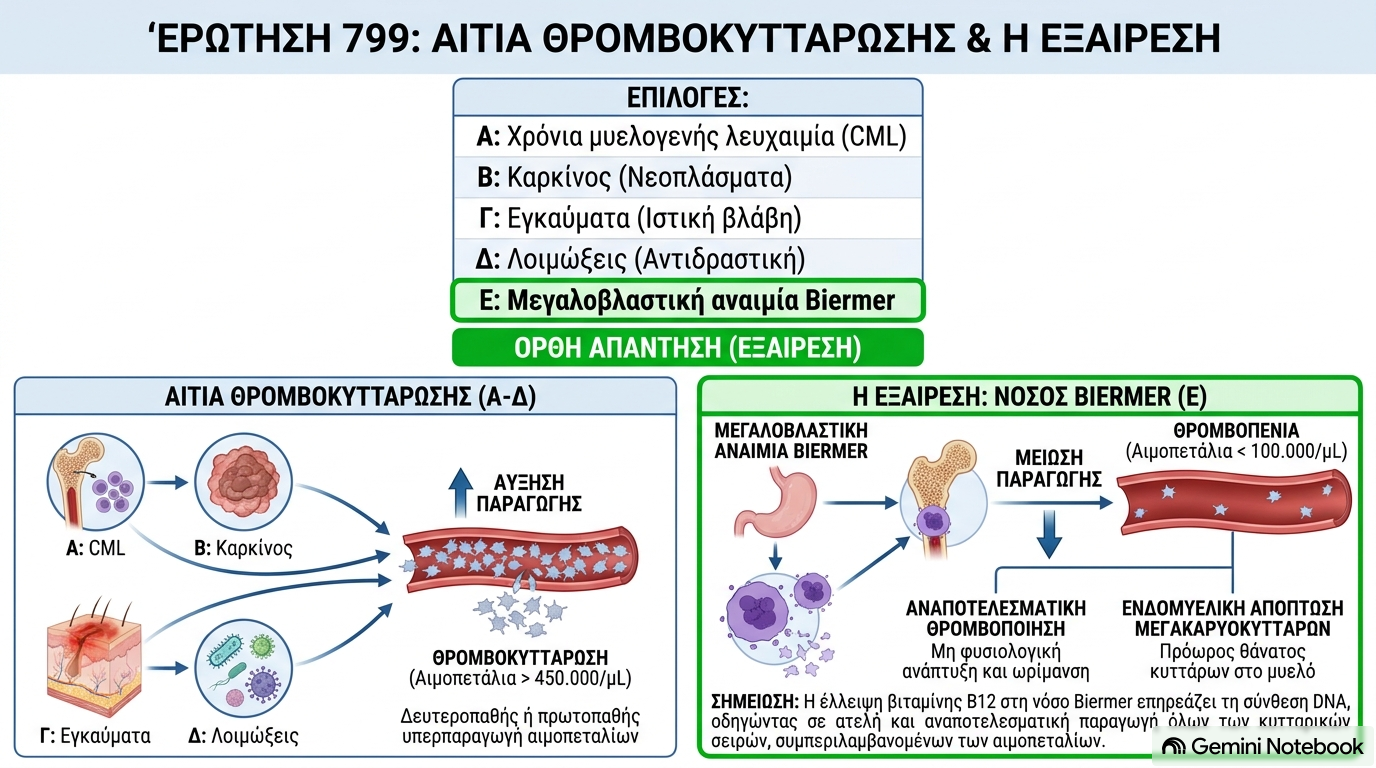 ‘ΕΡΩΤΗΣΗ 799: ΑΙΤΙΑ ΘΡΟΜΒΟΚΥΤΤΑΡΩΣΗΣ & Η ΕΞΑΙΡΕΣΗ
ΕΠΙΛΟΓΕΣ:
Α: Χρόνια μυελογενής λευχαιμία (CML)
Β: Καρκίνος (Νεοπλάσματα)
Γ: Εγκαύματα (Ιστική βλάβη)
Δ: Λοιμώξεις (Αντιδραστική)
Ε: Μεγαλοβλαστική αναιμία Biermer
ΟΡΘΗ ΑΠΑΝΤΗΣΗ (ΕΞΑΙΡΕΣΗ)
ΑΙΤΙΑ ΘΡΟΜΒΟΚΥΤΤΑΡΩΣΗΣ (Α-Δ)
Α: CML
Β: Καρκίνος
Γ: Εγκαύματα
Δ: Λοιμώξεις
ΑΥΞΗΣΗ
ΠΑΡΑΓΩΓΗΣ
ΘΡΟΜΒΟΚΥΤΤΑΡΩΣΗ
(Αιμοπετάλια > 450.000/μL)
Δευτεροπαθής ή πρωτοπαθής
υπερπαραγωγή αιμοπεταλίων
Η ΕΞΑΙΡΕΣΗ: ΝΟΣΟΣ BIERMER (Ε)
ΜΕΓΑΛΟΒΛΑΣΤΙΚΗ
ΑΝΑΙΜΙΑ BIERMER
ΜΕΙΩΣΗ
ΠΑΡΑΓΩΓΗΣ
ΘΡΟΜΒΟΠΕΝΙΑ
(Αιμοπετάλια < 100.000/μL)
ΑΝΑΠΟΤΕΛΕΣΜΑΤΙΚΗ
ΘΡΟΜΒΟΠΟΙΗΣΗ
Μη φυσιολογική
ανάπτυξη και ωρίμανση
ΕΝΔΟΜΥΕΛΙΚΗ ΑΠΟΠΤΩΣΗ
ΜΕΓΑΚΑΡΥΟΚΥΤΤΑΡΩΝ
Πρόωρος θάνατος
κυττάρων στο μυελό
ΣΗΜΕΙΩΣΗ: Η έλλειψη βιταμίνης B12 στη νόσο Biermer επηρεάζει τη σύνθεση DNA,
οδηγώντας σε ατελή και αναποτελεσματική παραγωγή όλων των κυτταρικών
σειρών, συμπεριλαμβανομένων των αιμοπεταλίων.
Gemini Notebook